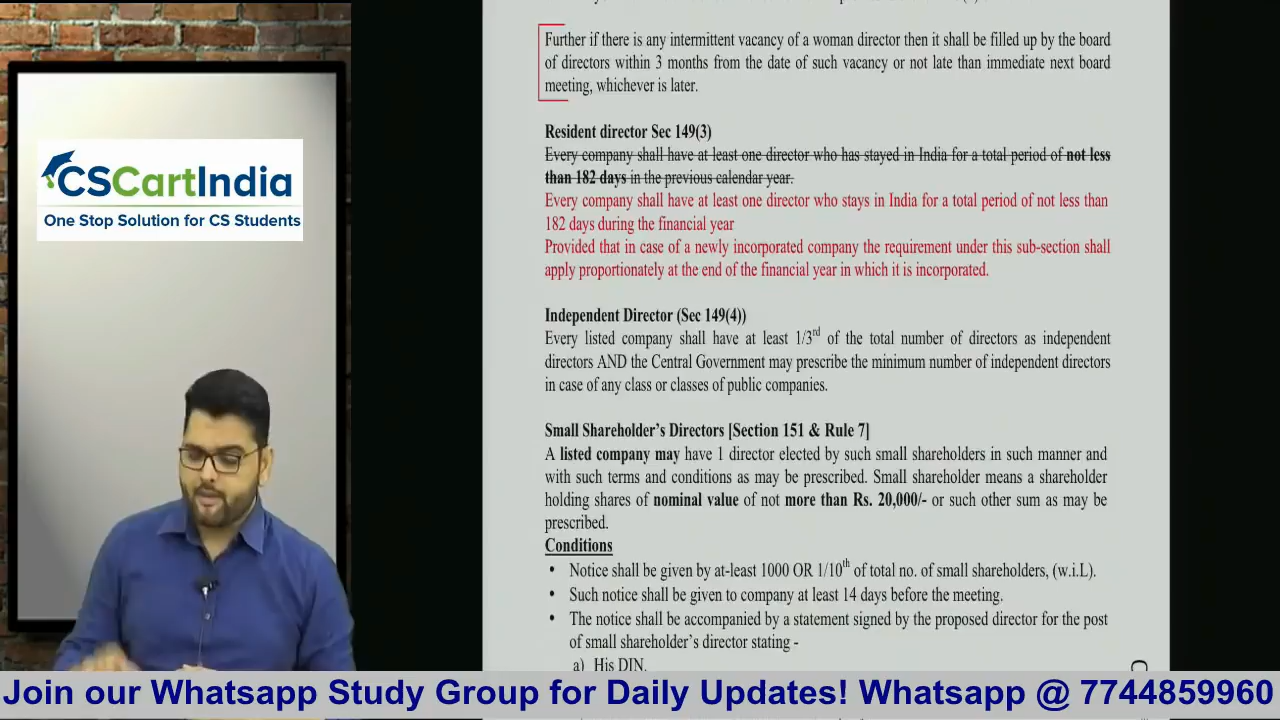 Further if there is any intermittent vacancy of a woman director then it shall be filled up by the board
of directors within 3 months from the date of such vacancy or not late than immediate next board
meeting, whichever is later.
Resident director Sec 149(3)
Every company shall have at least one director who has stayed in India for a total period of not less
than 182 days in the previous calendar year.
Every company shall have at least one director who stays in India for a total period of not less than
182 days during the financial year
Provided that in case of a newly incorporated company the requirement under this sub-section shall
apply proportionately at the end of the financial year in which it is incorporated.
Independent Director (Sec 149(4))
Every listed company shall have at least 1/3rd of the total number of directors as independent
directors AND the Central Government may prescribe the minimum number of independent directors
in case of any class or classes of public companies.
Small Shareholder's Directors [Section 151 & Rule 7]
A listed company may have 1 director elected by such small shareholders in such manner and
with such terms and conditions as may be prescribed. Small shareholder means a shareholder
holding shares of nominal value of not more than Rs. 20,000/- or such other sum as may be
prescribed.
Conditions
• Notice shall be given by at-least 1000 OR 1/10th of total no. of small shareholders, (w.i.L).
• Such notice shall be given to company at least 14 days before the meeting.
• The notice shall be accompanied by a statement signed by the proposed director for the post
of small shareholder's director stating -
a) His DIN.
CSCartIndia
One Stop Solution for CS Students
Join our Whatsapp Study Group for Daily Updates! Whatsapp @ 7744859960